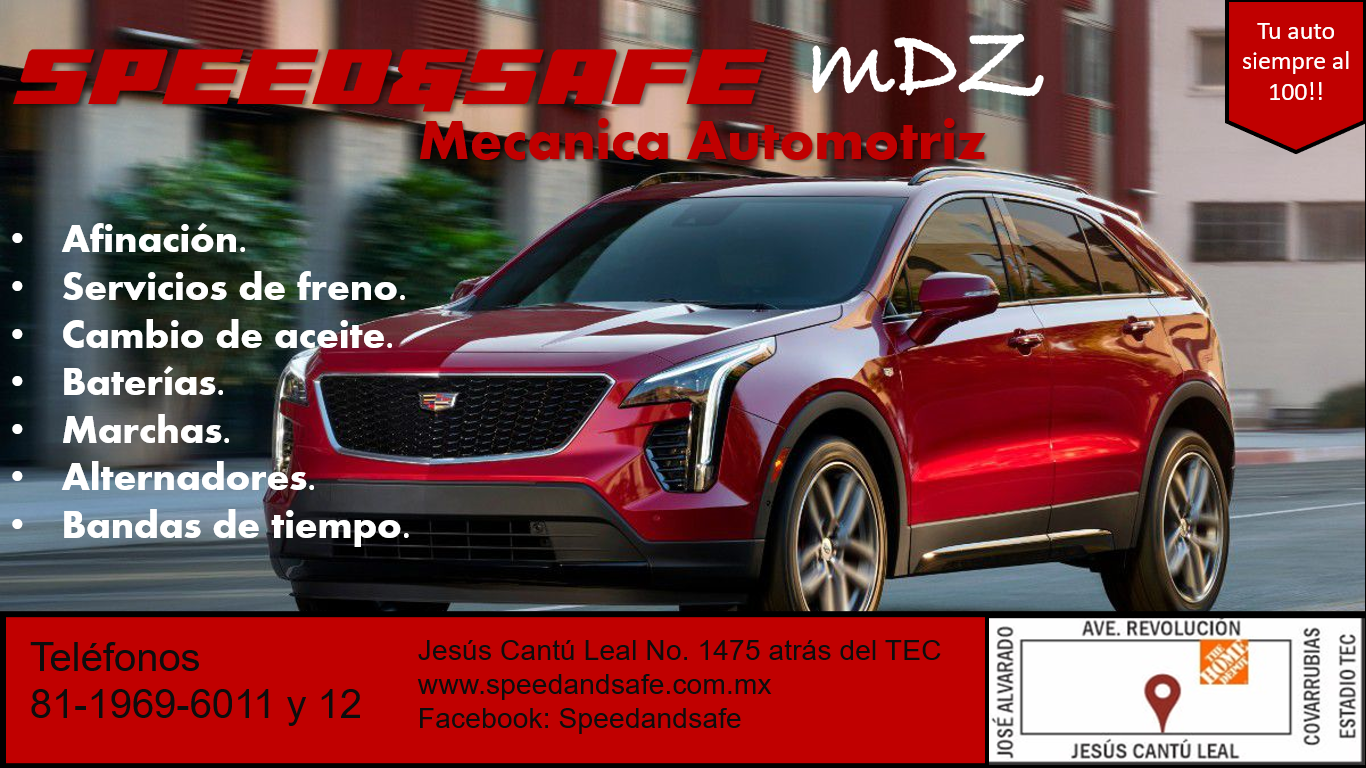 SPEED&SAFE MDZ
Mecanica Automotriz
Tu auto
siempre al
100!!
• Afinación.
• Servicios de freno.
• Cambio de aceite.
• Baterías.
• Marchas.
• Alternadores.
• Bandas de tiempo.
Teléfonos
81-1969-6011 y 12
Jesús Cantú Leal No. 1475 atrás del TEC
www.speedandsafe.com.mx
Facebook: Speedandsafe
AVE. REVOLUCIÓN
JOSÉ ALVARADO
THE
HOME
DEPOT
COVARRUBIAS
ESTADIO TEC
JESÚS CANTÚ LEAL